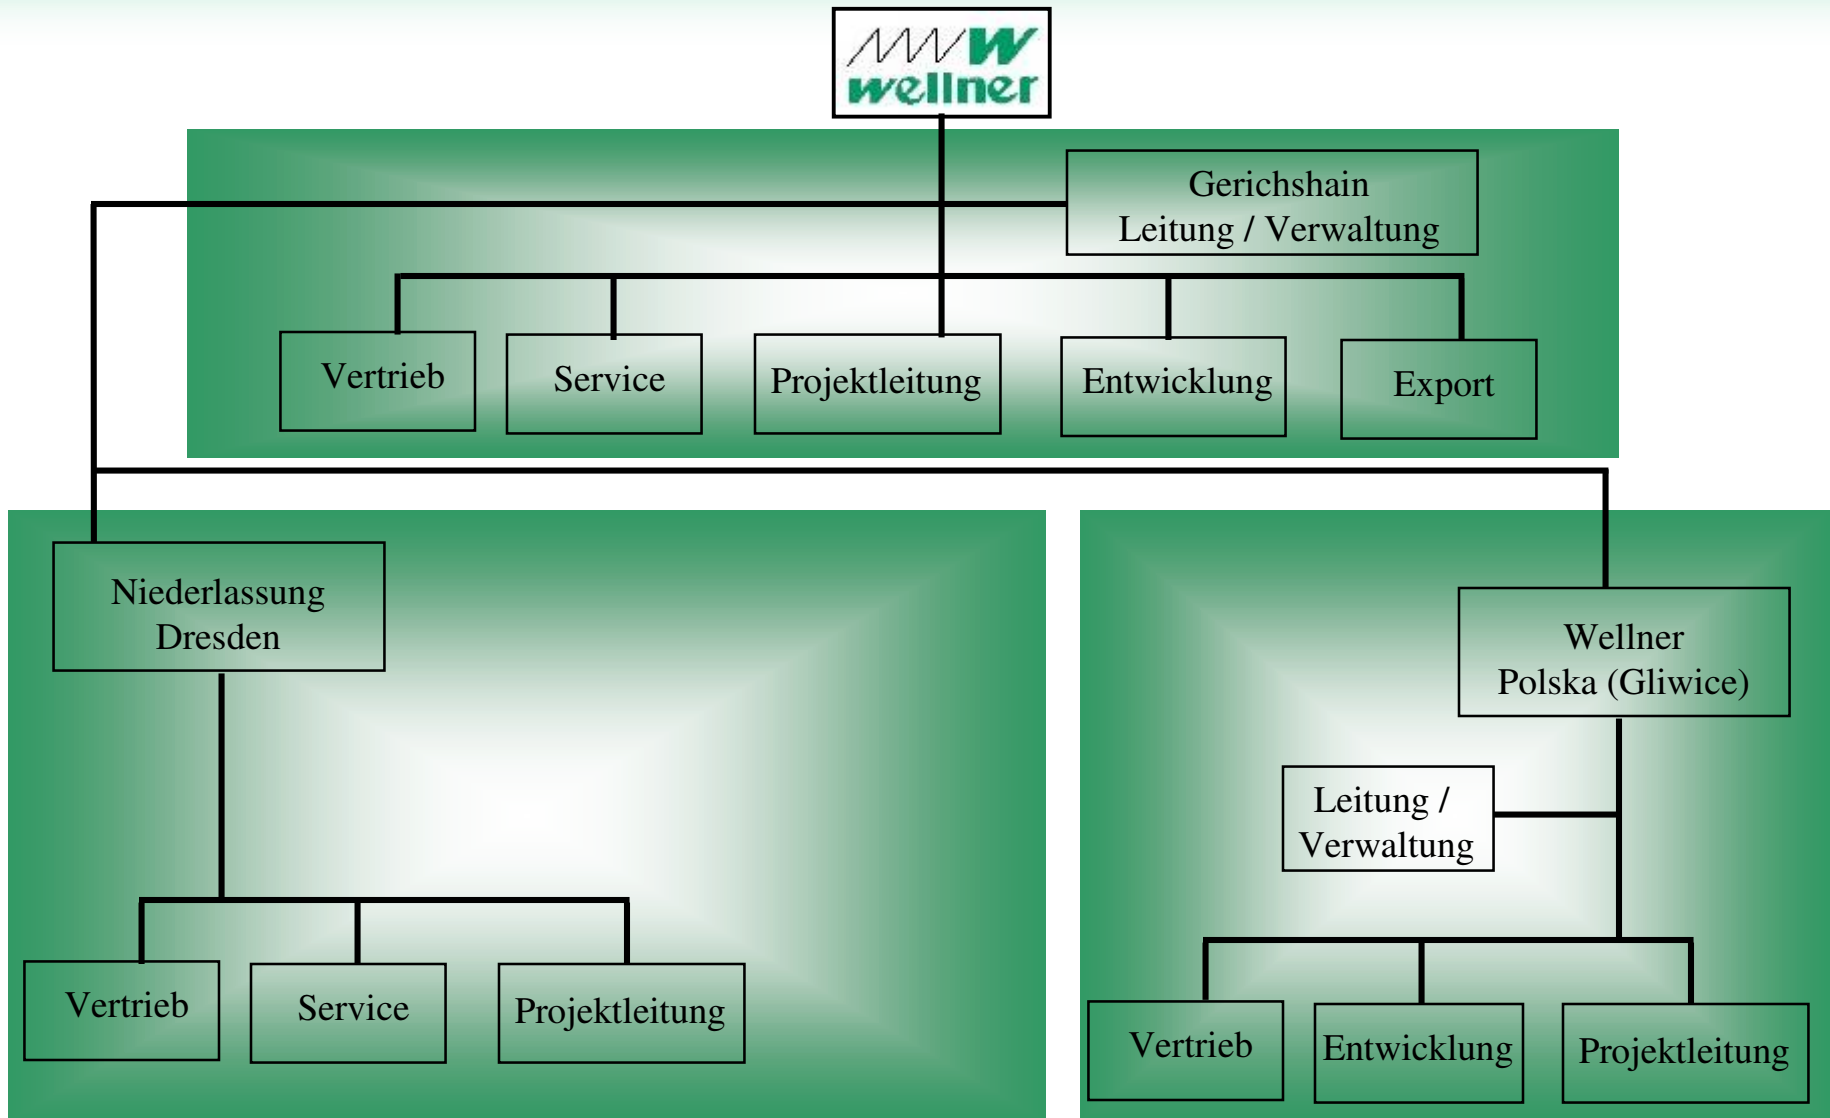 wellner
Gerichshain
Leitung / Verwaltung
Vertrieb
Service
Projektleitung
Entwicklung
Export
Niederlassung
Dresden
Wellner
Polska (Gliwice)
Leitung /
Verwaltung
Vertrieb
Service
Projektleitung
Vertrieb
Entwicklung
Projektleitung